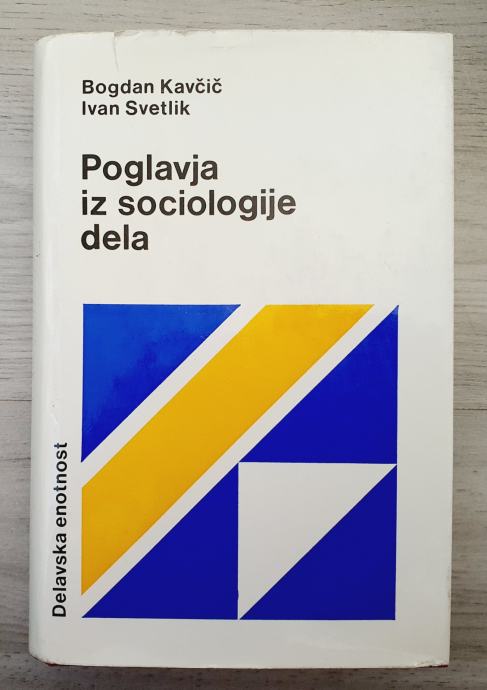 Bogdan Kavčič
Ivan Svetlik
Poglavja
iz sociologije
dela
Delavska enotnost